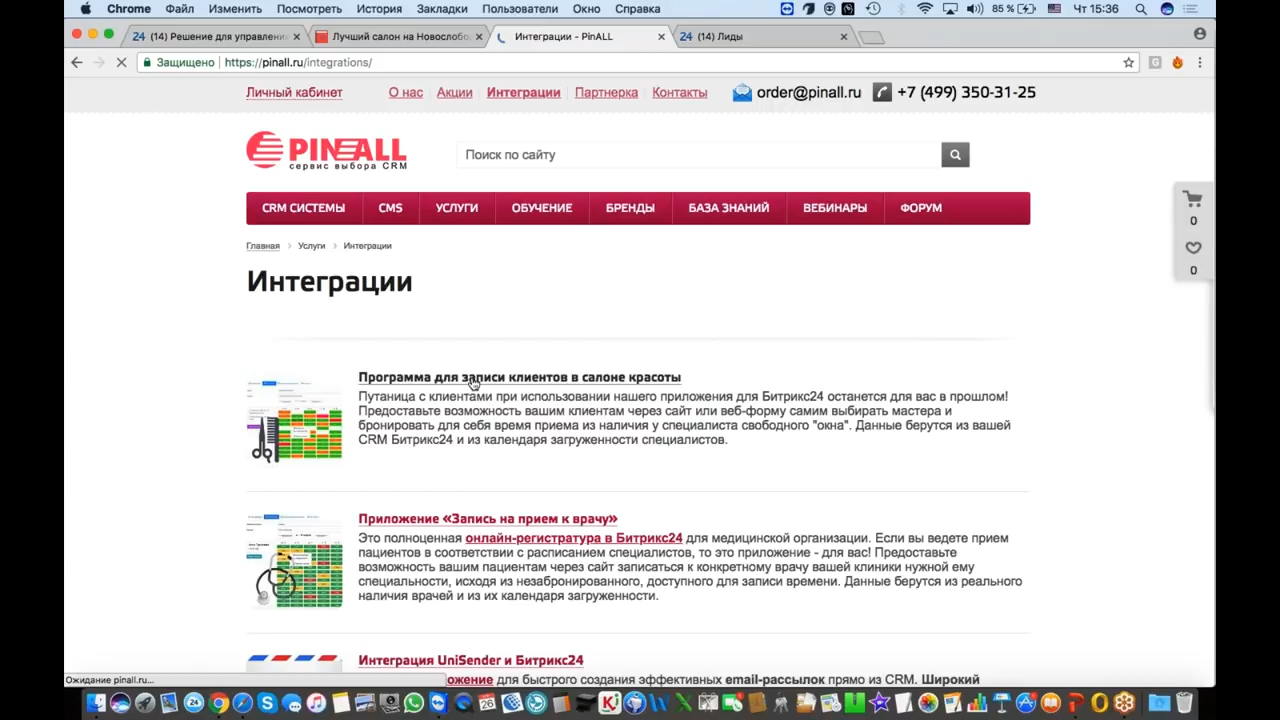 Chrome Файл Изменить Посмотреть История Закладки Пользователи Окно Справка 85 % Чт 15:36
24 (14) Решение для управлени
Лучший салон на Новослобо
Интеграции - PinALL
24 (14) Лиды
Защищено https://pinall.ru/integrations/
Личный кабинет О нас Акции Интеграции Партнерка Контакты order@pinall.ru +7 (499) 350-31-25
PINALL
сервис выбора CRM
Поиск по сайту
CRM СИСТЕМЫ CMS УСЛУГИ ОБУЧЕНИЕ БРЕНДЫ БАЗА ЗНАНИЙ ВЕБИНАРЫ ФОРУМ
0
0
Главная Услуги Интеграции
Интеграции
Программа для записи клиентов в салоне красоты
Путаница с клиентами при использовании нашего приложения для Битрикс24 останется для вас в прошлом!
Предоставьте возможность вашим клиентам через сайт или веб-форму самим выбирать мастера и
бронировать для себя время приема из наличия у специалиста свободного "окна". Данные берутся из вашей
CRM Битрикс24 и из календаря загруженности специалистов.
Приложение «Запись на прием к врачу»
Это полноценная онлайн-регистратура в Битрикс24 для медицинской организации. Если вы ведете прием
пациентов в соответствии с расписанием специалистов, то это приложение - для вас! Предоставьте
возможность вашим пациентам через сайт записаться к конкретному врачу вашей клиники нужной ему
специальности, исходя из незабронированного, доступного для записи времени. Данные берутся из реального
наличия врачей и из их календаря загруженности.
Интеграция UniSender и Битрикс24
ожение для быстрого создания эффективных email-рассылок прямо из CRM. Широкий
Ожидание pinall.ru...